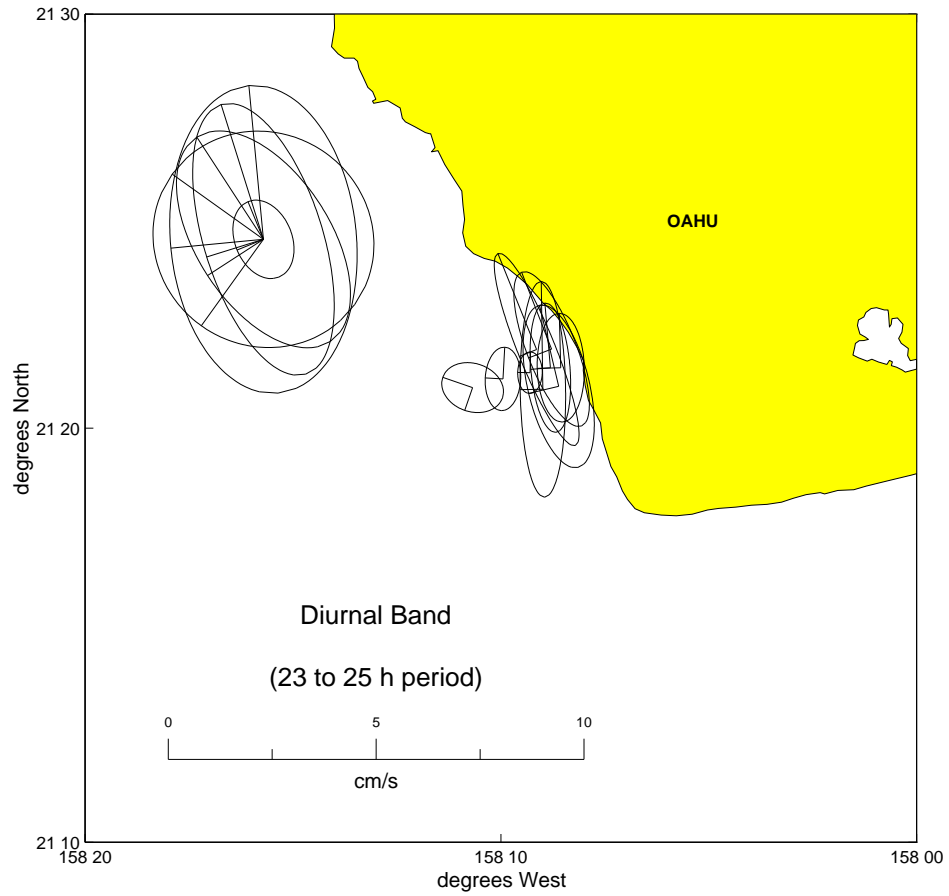 21 30
OAHU
degrees North
21 20
Diurnal Band
(23 to 25 h period)
0 5 10
cm/s
21 10
158 20 158 10 158 00
degrees West